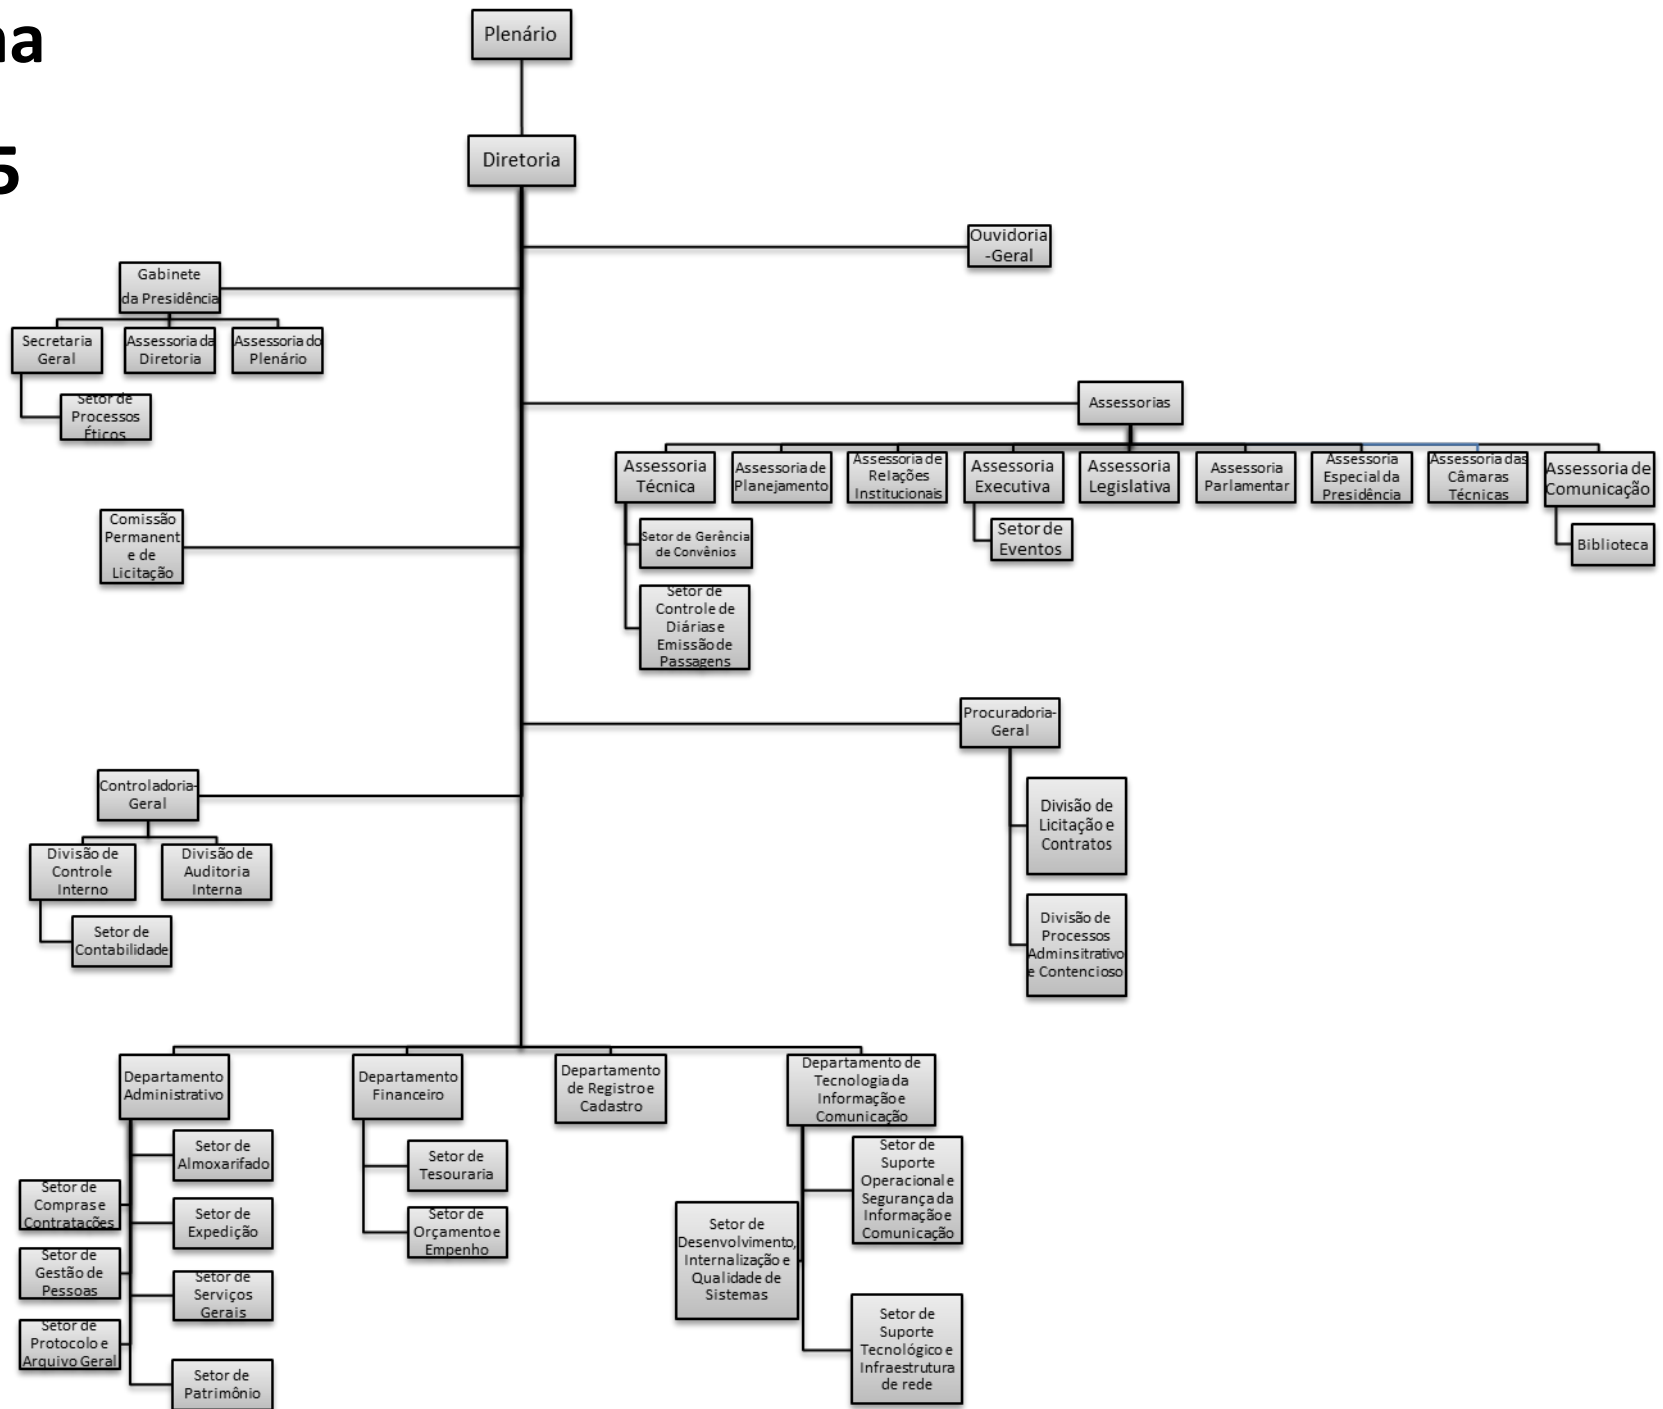 na
5
Plenário
Diretoria
Ouvidoria
-Geral
Gabinete
da Presidência
Secretaria
Geral
Assessoria da
Diretoria
Assessoria do
Plenário
Setor de
Processos
Éticos
Assessorias
Assessoria
Técnica
Assessoria de
Planejamento
Assessoria de
Relações
Institucionais
Assessoria
Executiva
Assessoria
Legislativa
Assessoria
Parlamentar
Assessoria
Especial da
Presidência
Assessoria das
Câmaras
Técnicas
Assessoria de
Comunicação
Setor de Gerência
de Convênios
Setor de
Eventos
Biblioteca
Comissão
Permanent
e de
Licitação
Setor de
Controle de
Diárias e
Emissão de
Passagens
Procuradoria-
Geral
Divisão de
Licitação e
Contratos
Divisão de
Processos
Adminsitrativo
e Contencioso
Controladoria-
Geral
Divisão de
Controle
Interno
Divisão de
Auditoria
Interna
Setor de
Contabilidade
Departamento
Administrativo
Departamento
Financeiro
Departamento
de Registro e
Cadastro
Departamento de
Tecnologia da
Informação e
Comunicação
Setor de
Almoxarifado
Setor de
Compras e
Contratações
Setor de
Expedição
Setor de
Gestão de
Pessoas
Setor de
Serviços
Gerais
Setor de
Protocolo e
Arquivo Geral
Setor de
Patrimônio
Setor de
Tesouraria
Setor de
Orçamento e
Empenho
Setor de
Suporte
Operacional e
Segurança da
Informação e
Comunicação
Setor de
Desenvolvimento,
Internalização e
Qualidade de
Sistemas
Setor de
Suporte
Tecnológico e
Infraestrutura
de rede